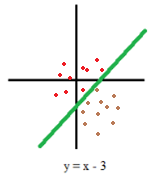 y = x - 3